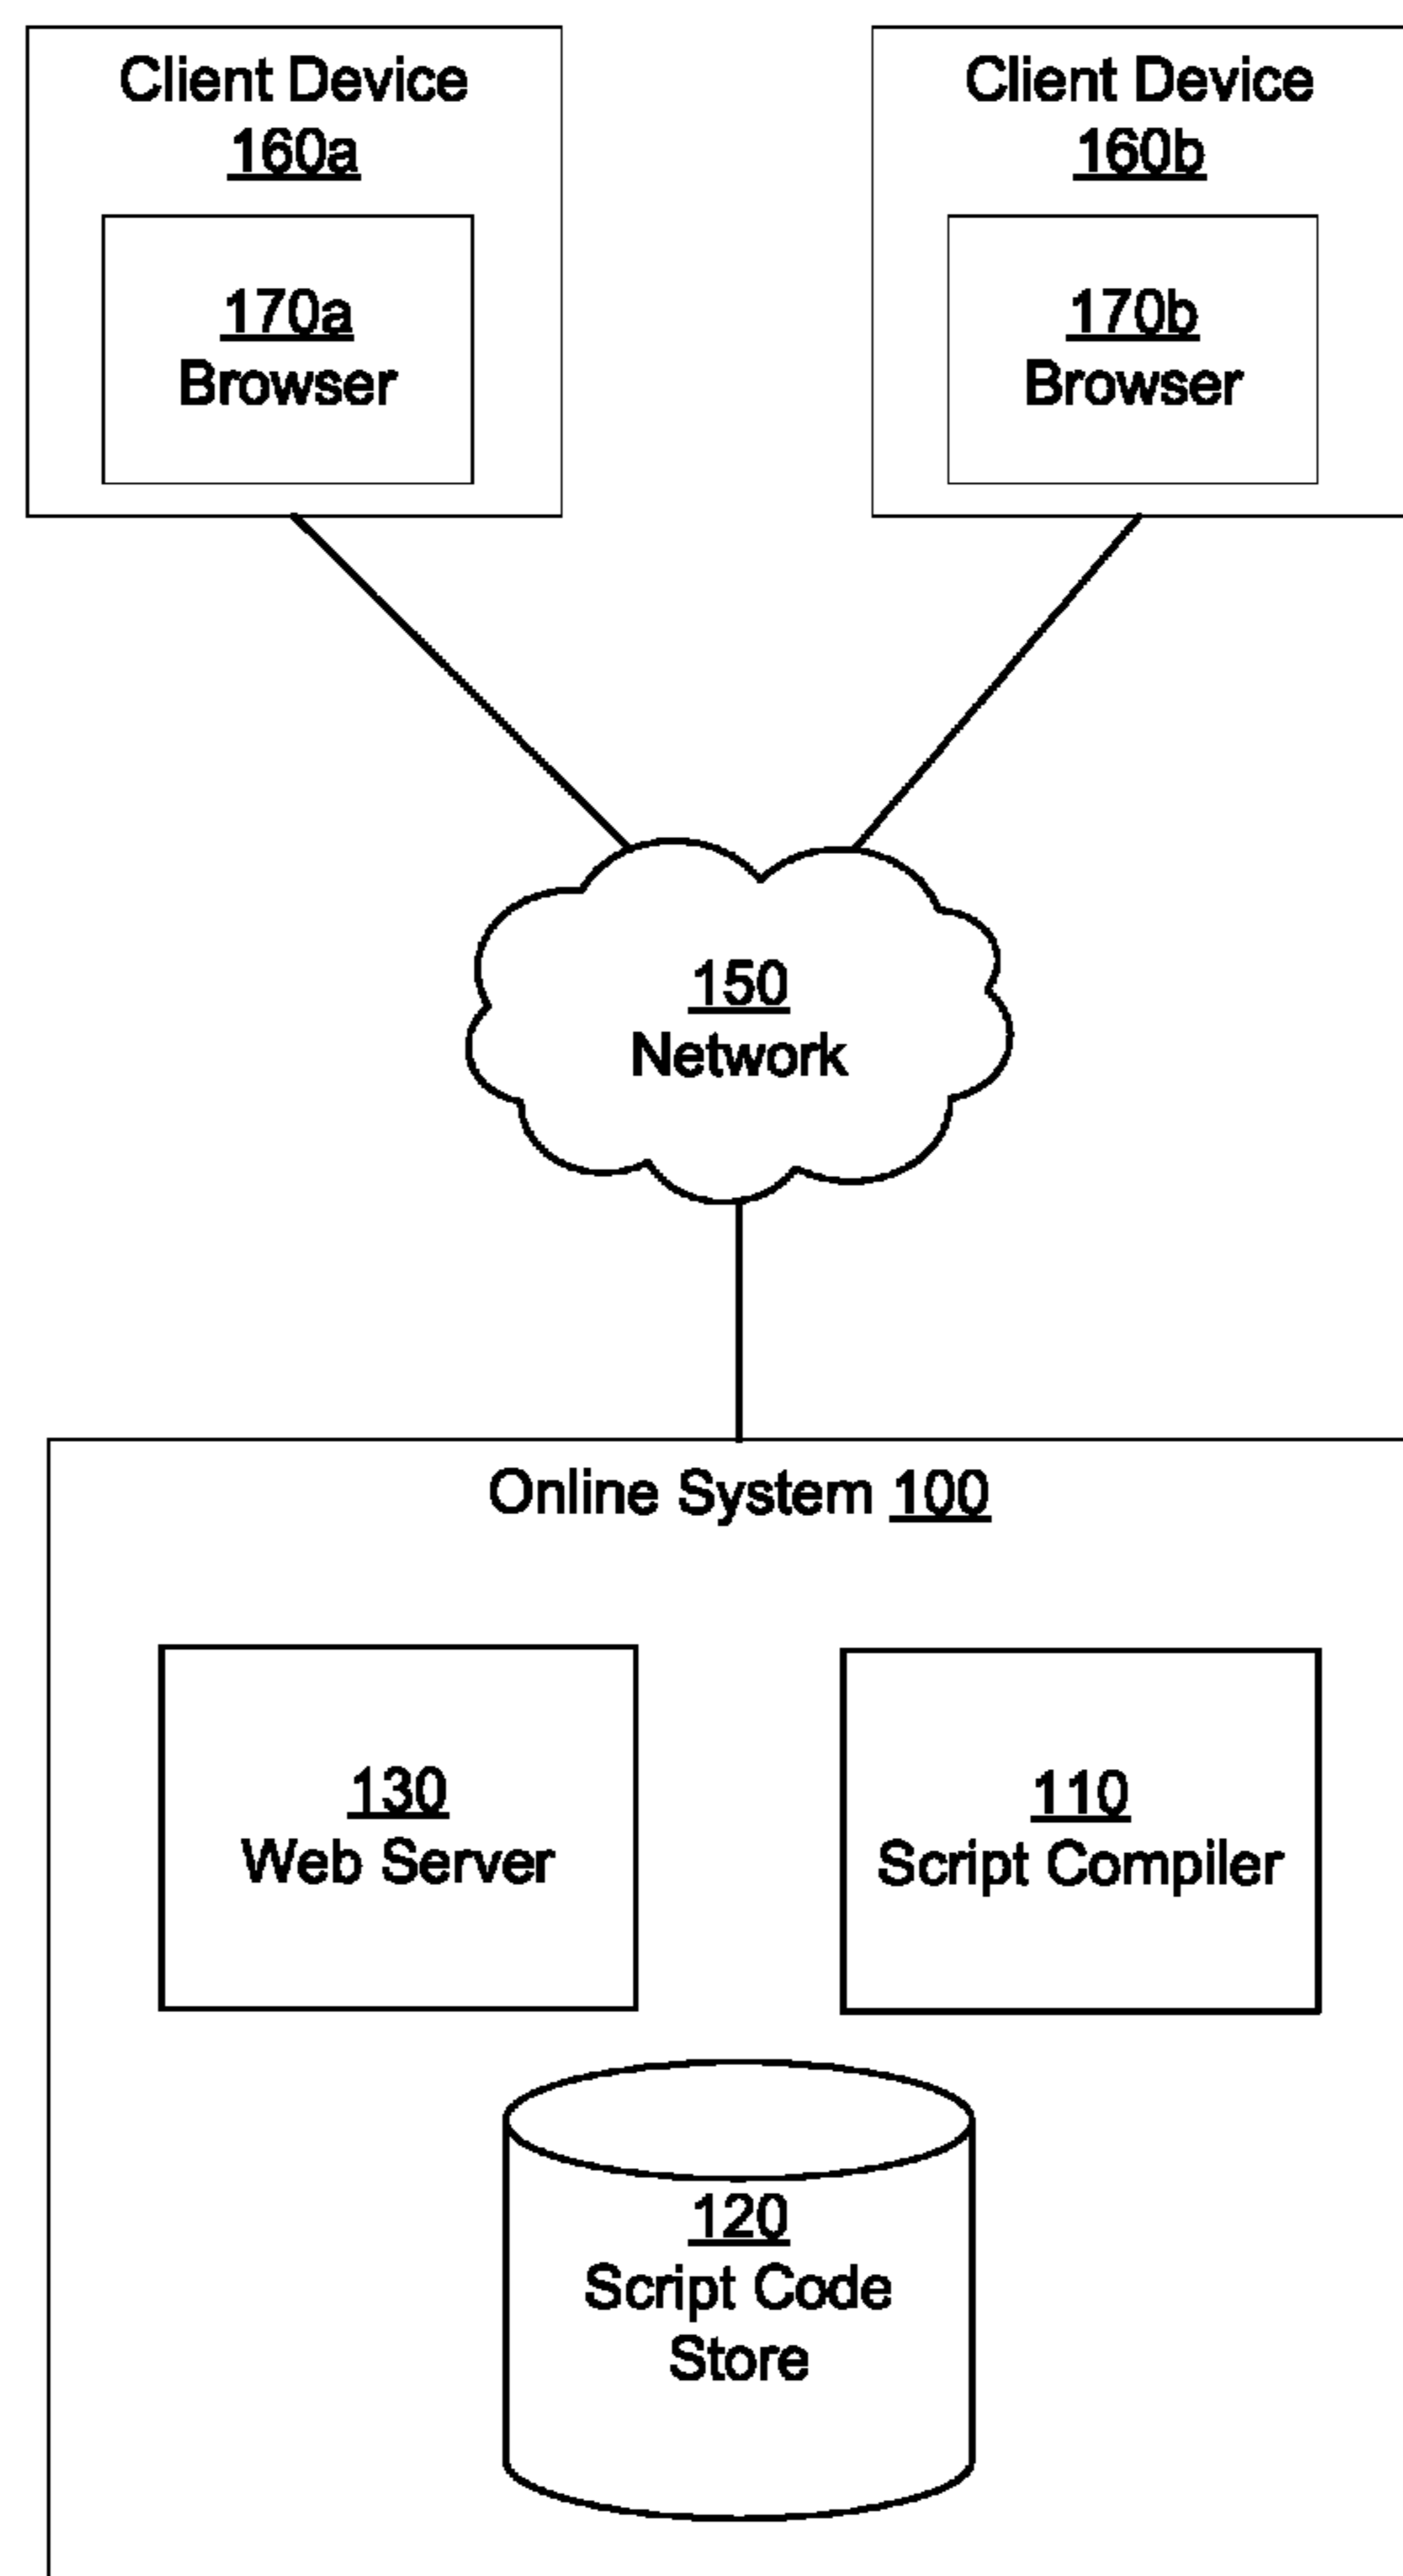 Client Device
160a
170a
Browser
Client Device
160b
170b
Browser
150
Network
Online System 100
130
Web Server
110
Script Compiler
120
Script Code
Store